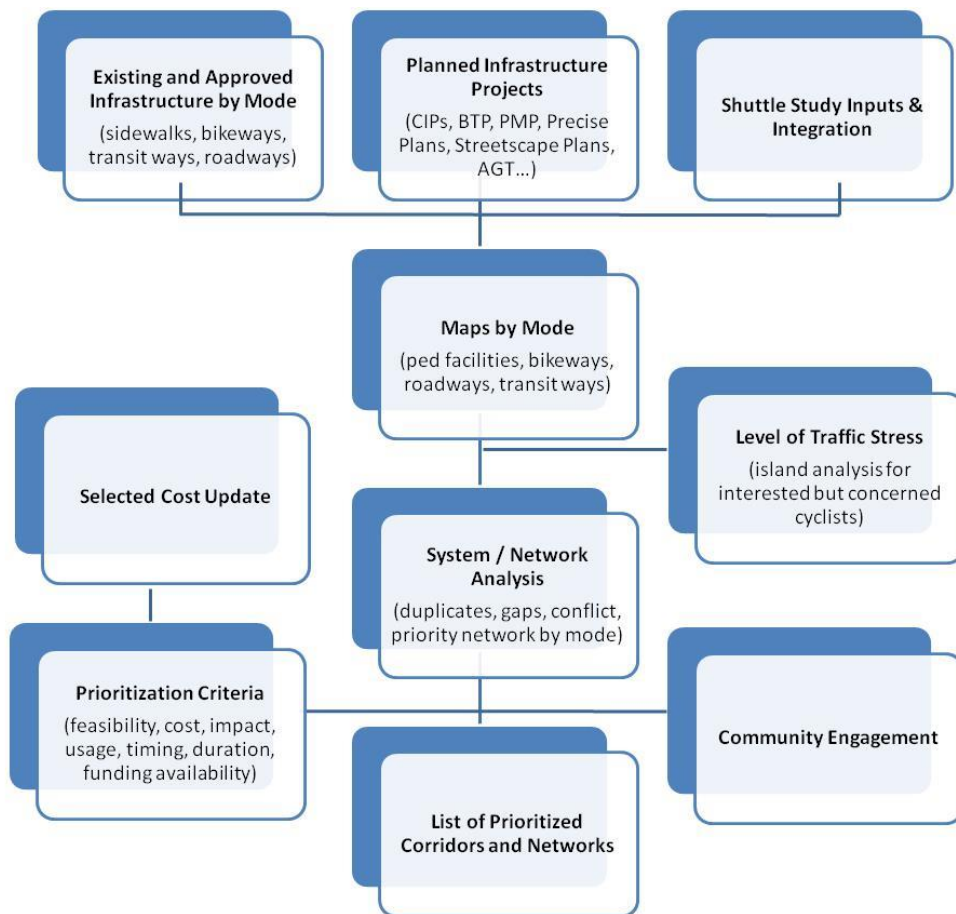 Existing and Approved
Infrastructure by Mode
(sidewalks, bikeways,
transit ways, roadways)
Planned Infrastructure
Projects
(CIPs, BTP, PMP, Precise
Plans, Streetscape Plans,
AGT...)
Shuttle Study Inputs &
Integration
Maps by Mode
(ped facilities, bikeways,
roadways, transit ways)
Level of Traffic Stress
(island analysis for
interested but concerned
cyclists)
Selected Cost Update
System / Network
Analysis
(duplicates, gaps, conflict,
priority network by mode)
Prioritization Criteria
(feasibility, cost, impact,
usage, timing, duration,
funding availability)
Community Engagement
List of Prioritized
Corridors and Networks